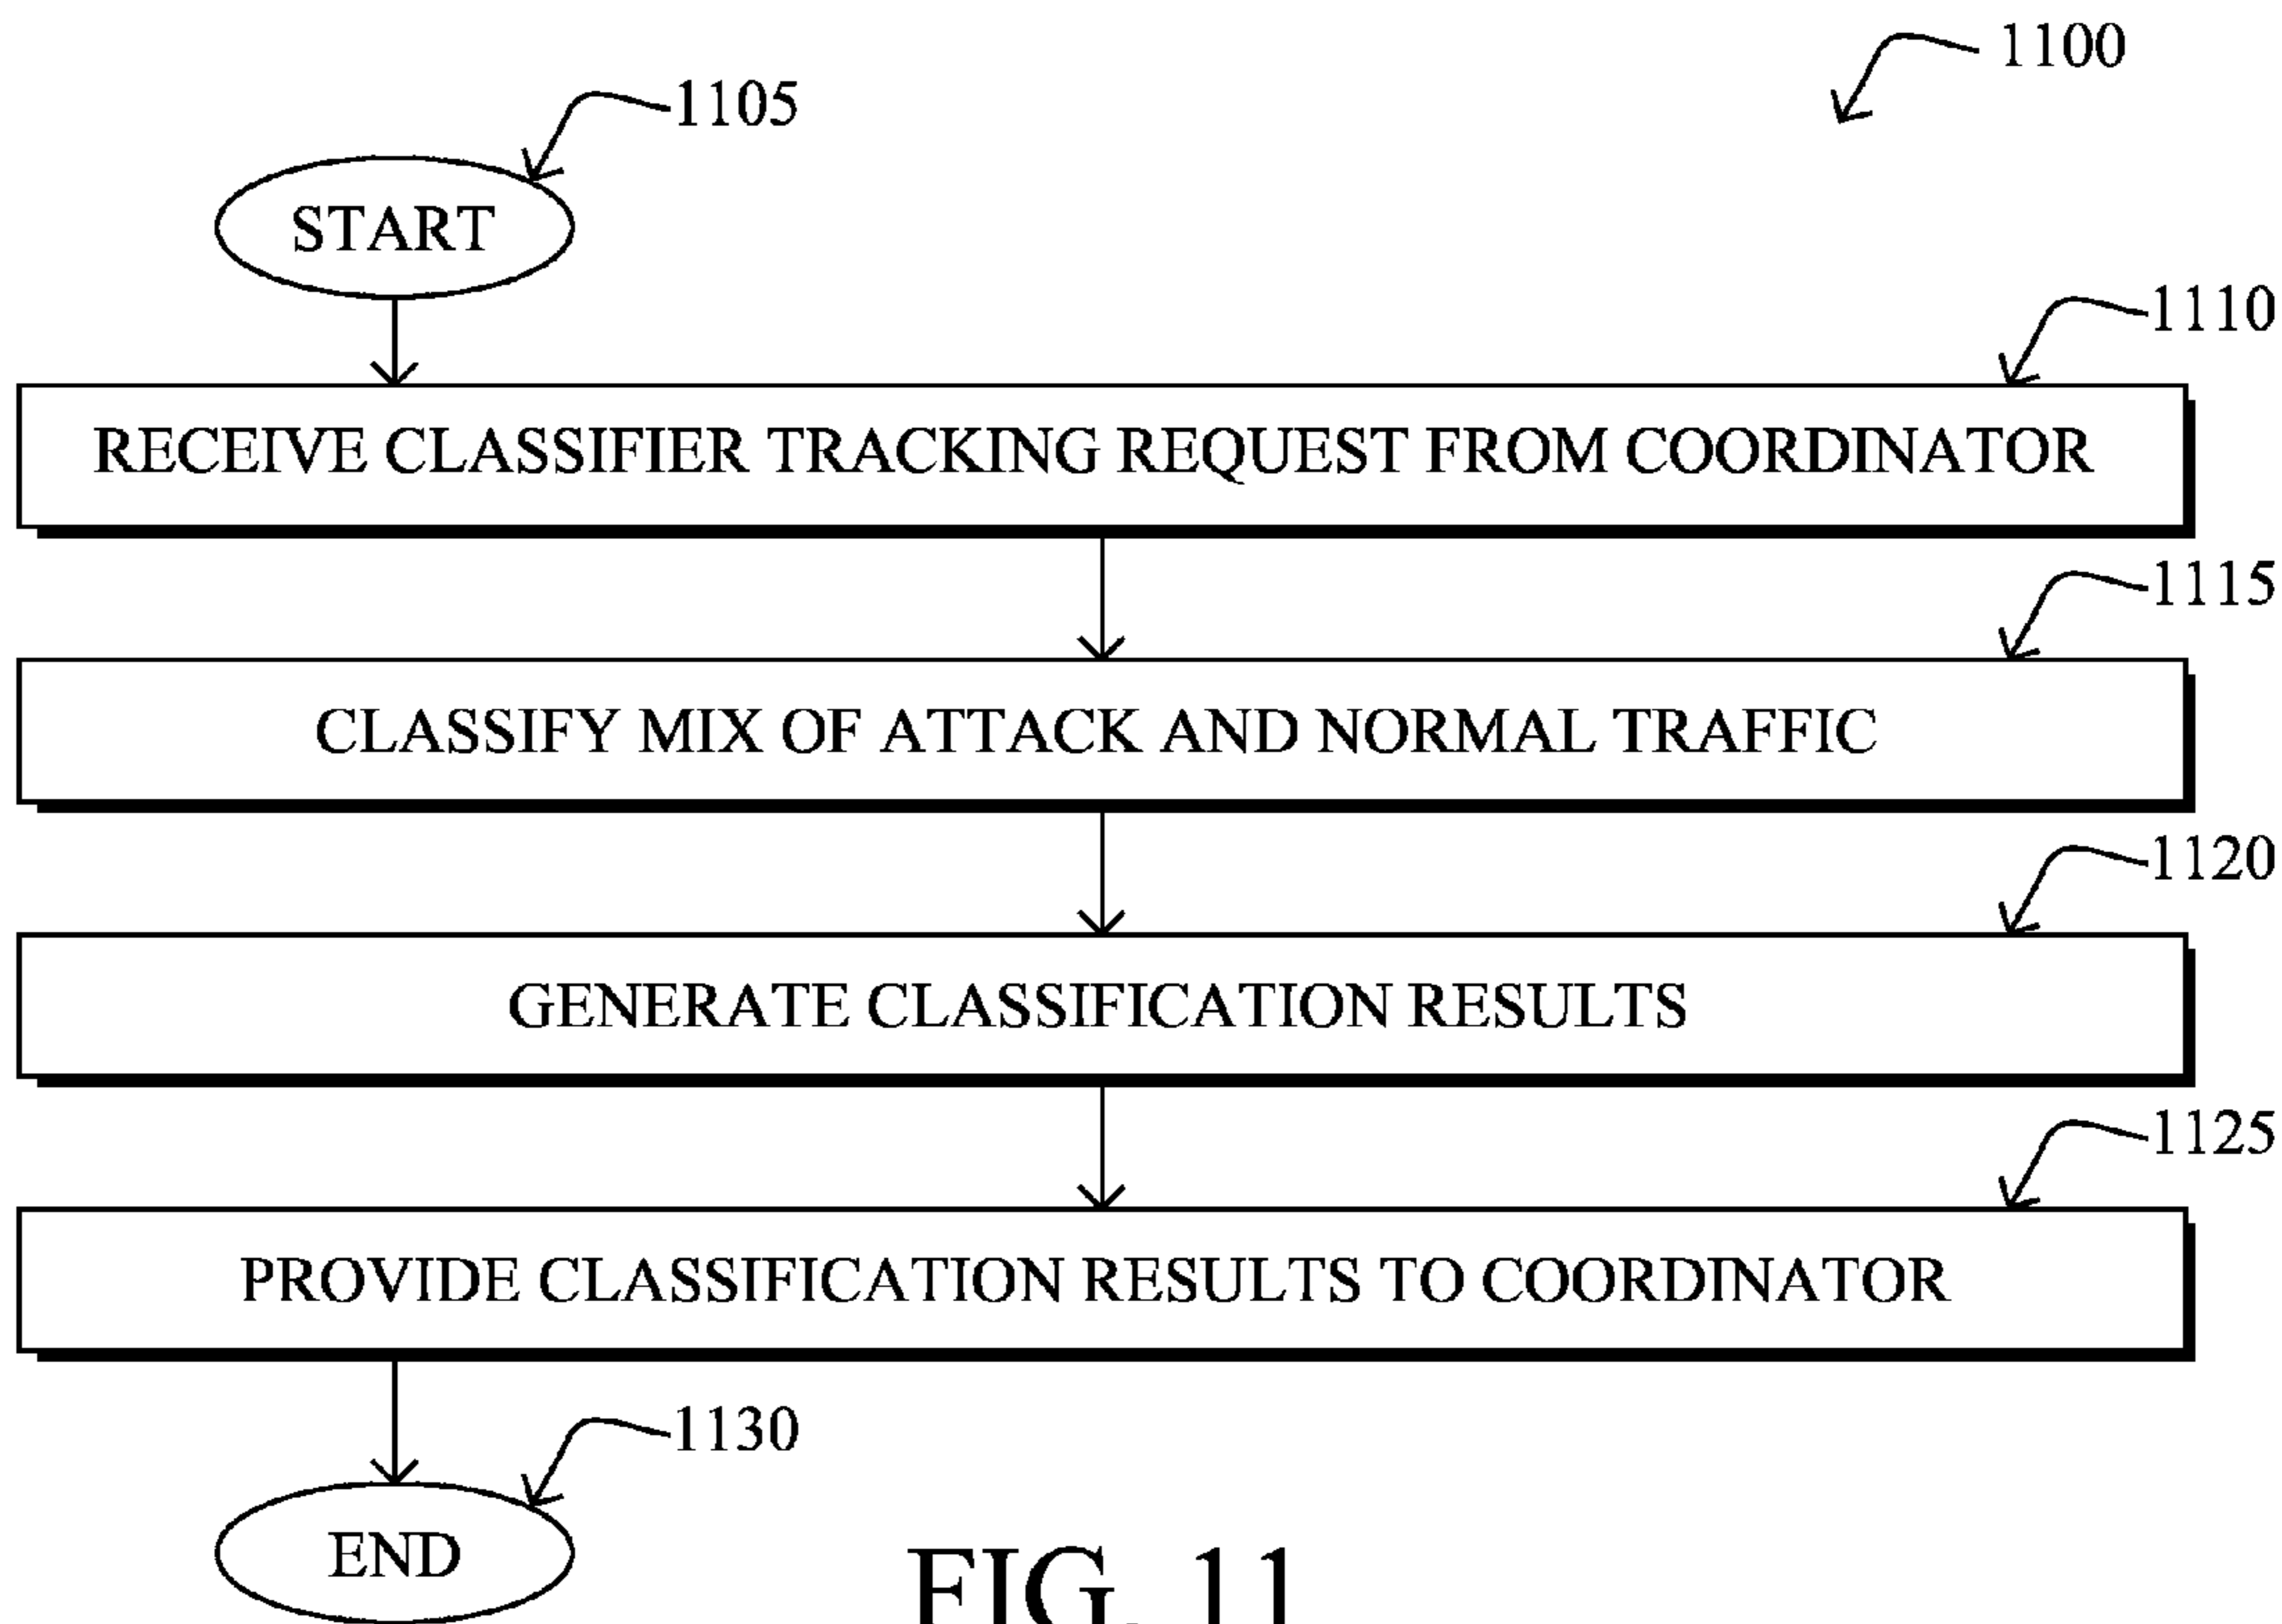 1100
1105
START
1110
RECEIVE CLASSIFIER TRACKING REQUEST FROM COORDINATOR
1115
CLASSIFY MIX OF ATTACK AND NORMAL TRAFFIC
1120
GENERATE CLASSIFICATION RESULTS
1125
PROVIDE CLASSIFICATION RESULTS TO COORDINATOR
1130
END
FIG. 11